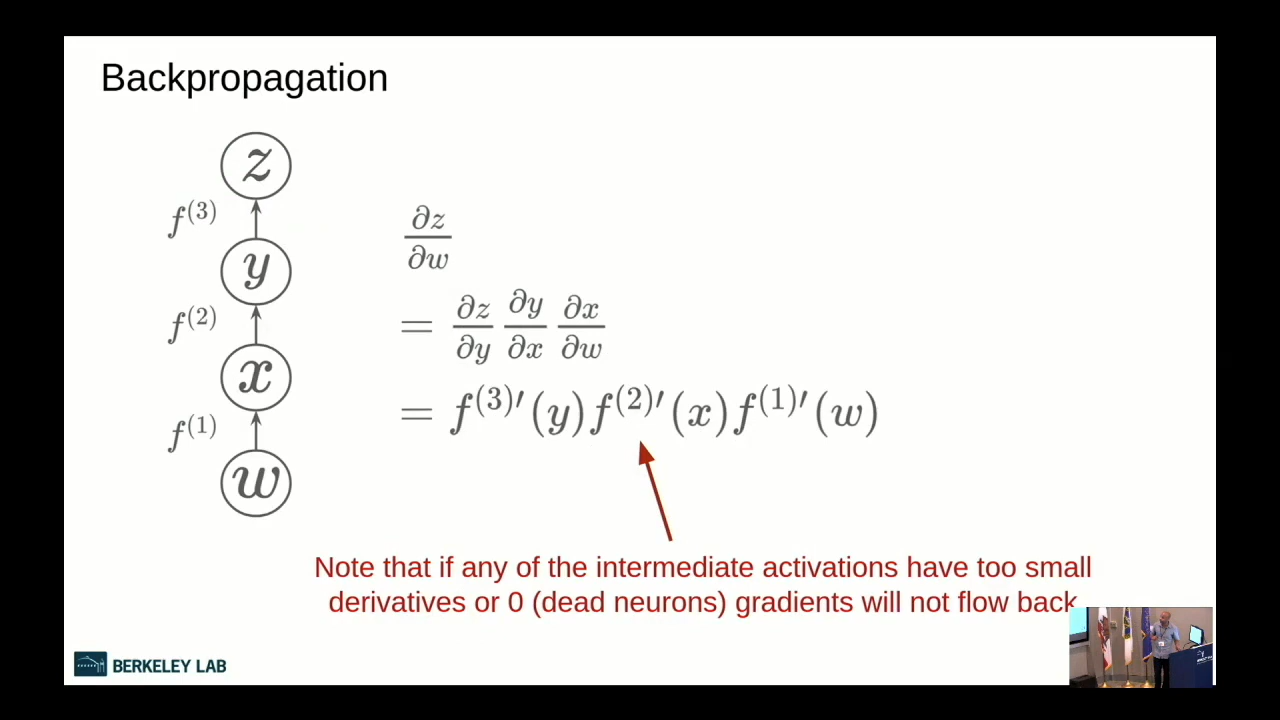 Backpropagation
z
f^{(3)}
y
f^{(2)}
x
f^{(1)}
w
∂z/∂w
= ∂z/∂y ∂y/∂x ∂x/∂w
= f^{(3)}′(y)f^{(2)}′(x)f^{(1)}′(w)
Note that if any of the intermediate activations have too small
derivatives or 0 (dead neurons) gradients will not flow back
BERKELEY LAB